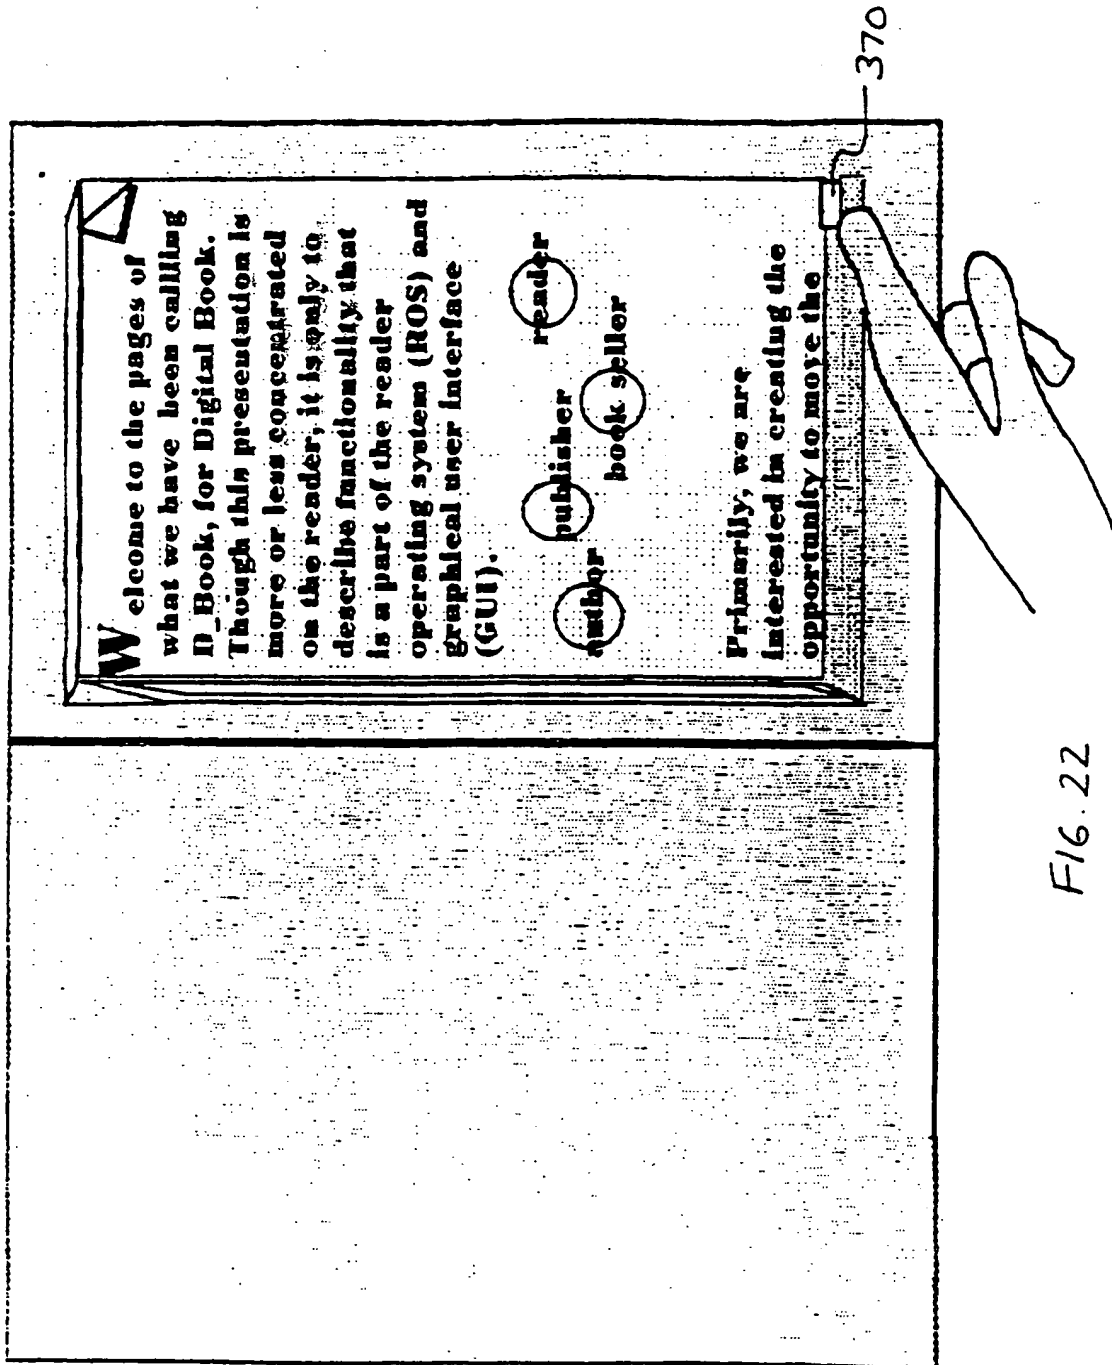 Welcome to the pages of
what we have been calling
D_Book, for Digital Book.
Though this presentation is
more or less concentrated
on the reader, it is only to
describe functionality that
is a part of the reader
operating system (ROS) and
graphical user interface
(GUI).
author
publisher
book seller
reader
Primarily, we are
interested in creating the
opportunity to move the
370
FIG. 22